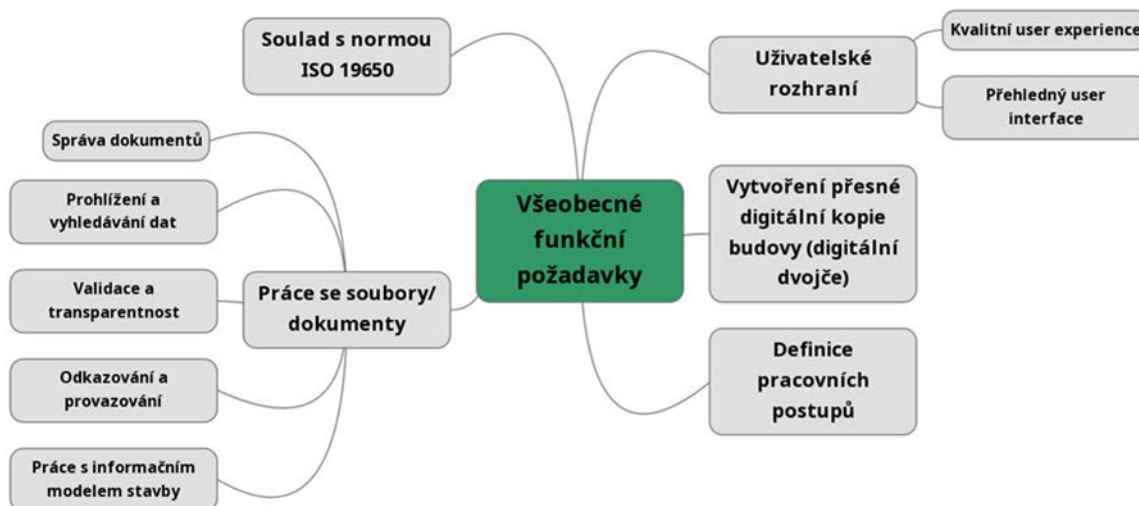 Soulad s normou
ISO 19650
Správa dokumentů
Prohlížení a
vyhledávání dat
Validace a
transparentnost
Odkazování a
provazování
Práce s informačním
modelem stavby
Práce se soubory/
dokumenty
Všeobecné
funkční
požadavky
Uživatelské
rozhraní
Kvalitní user experience
Přehledný user
interface
Vytvoření přesné
digitální kopie
budovy (digitální
dvojče)
Definice
pracovních
postupů